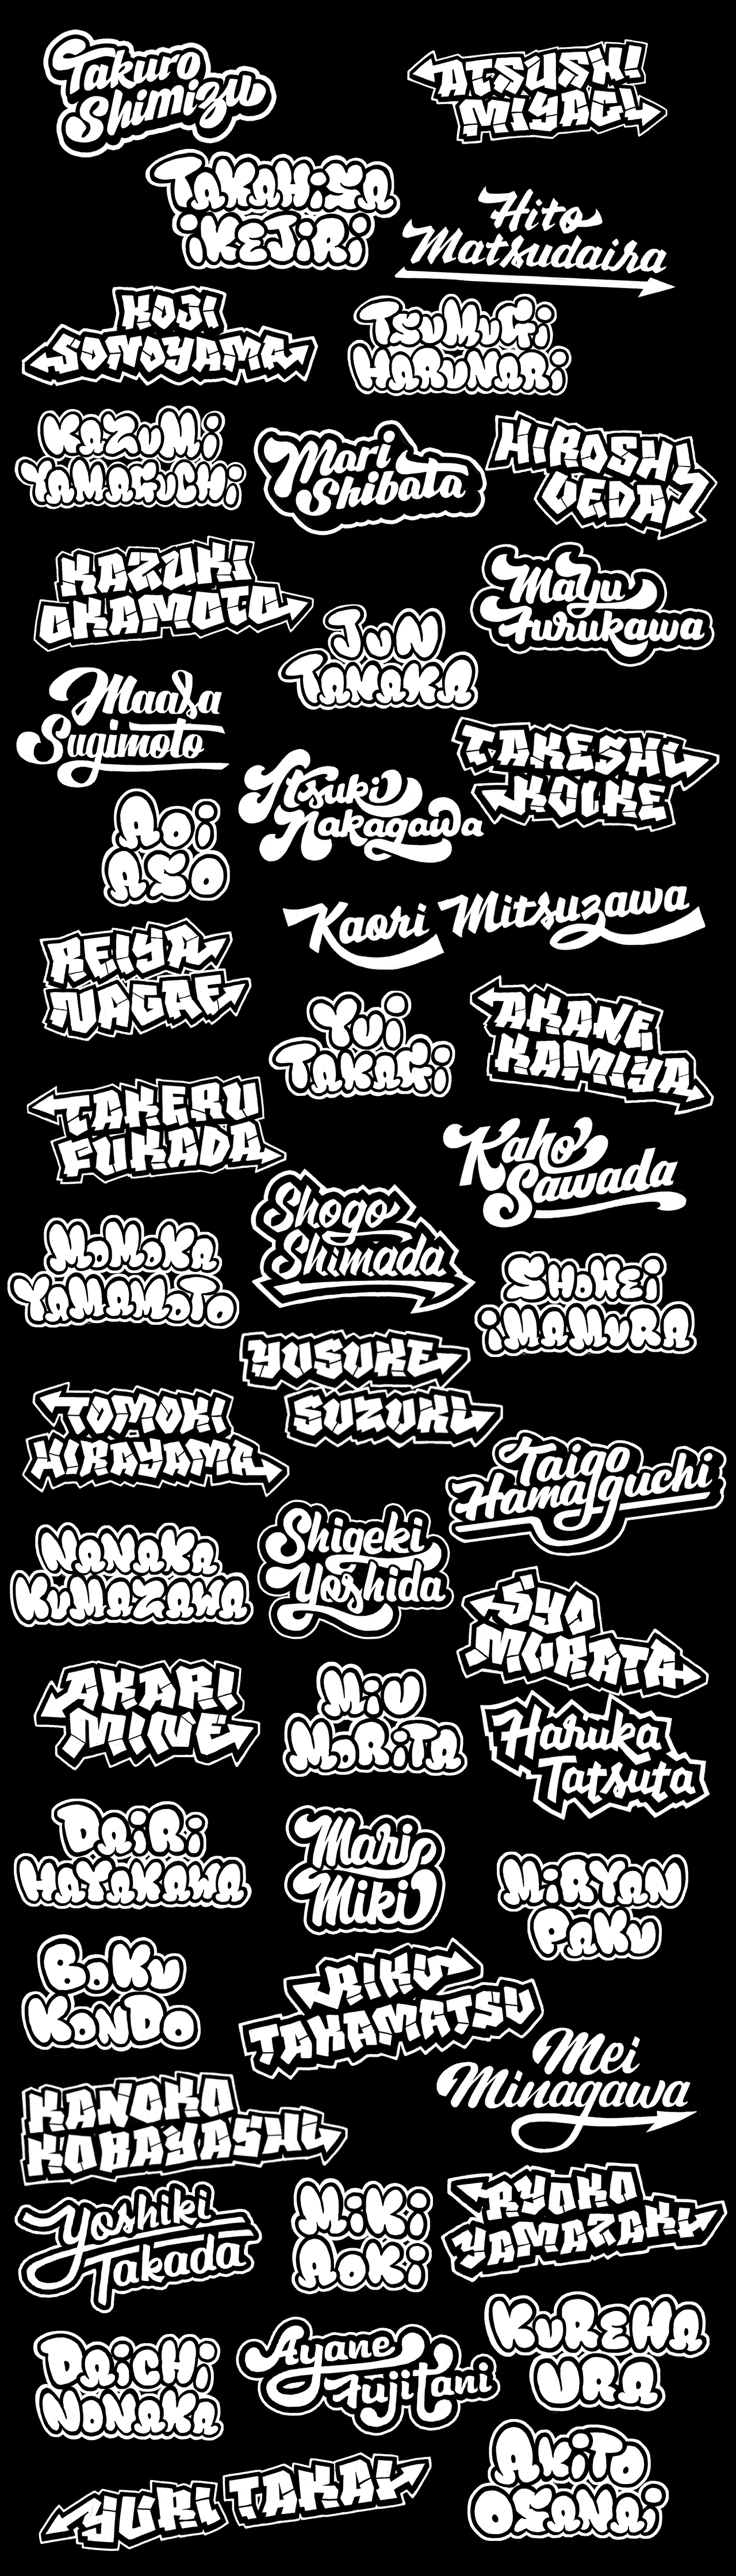 Takuro
Shimizu
ATSUSHI
MIYAGI
TAKAHiSA
iKEJiRi
Hito
Matsudaira
KOJI
SONOYAMA
TSUMUGi
HARUNARi
KAZUMi
YAMAGUCHi
Mari
Shibata
HIROSHI
UEDA
KAZUKI
OKAMOTO
Mayu
Furukawa
JUN
TANAKA
Maasa
Sugimoto
TAKESHI
KOIKE
Itsuki
Nakagawa
AOi
ASO
Kaori Mitsuzawa
REIYA
NAGAE
YUi
TAKAGi
AKANE
KAMIYA
TAKERU
FUKADA
Kaho
Sawada
Shogo
Shimada
MOMOKA
YAMAMOTO
SHOHEi
iMAMURA
YUSUKE
SUZUKI
TOMOKI
HIRAYAMA
Taigo
Hamaguchi
NANAKA
KUMAZAWA
Shigeki
Yoshida
SYO
MURATA
AKARI
MINE
MiU
MORiTA
Haruka
Tatsuta
DAiRi
HAYAKAWA
Mari
Miki
MiRYAN
PAKU
BOKU
KONDO
RIKU
TAKAMATSU
Mei
Minagawa
KANOKO
KOBAYASHI
Yoshiki
Takada
MiKi
AOKi
RYOKO
YAMAZAKI
KUREHA
URA
DAiCHi
NONAKA
Ayane
Fujitani
AKiTO
OSANAi
YURI TAKAI